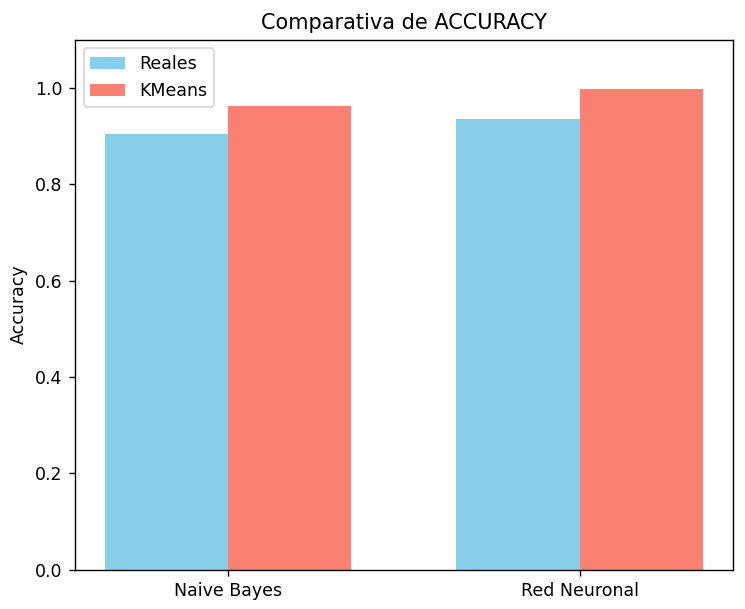 Comparativa de ACCURACY
Reales
KMeans
1.0
0.8
0.6
0.4
0.2
0.0
Accuracy
Naive Bayes
Red Neuronal